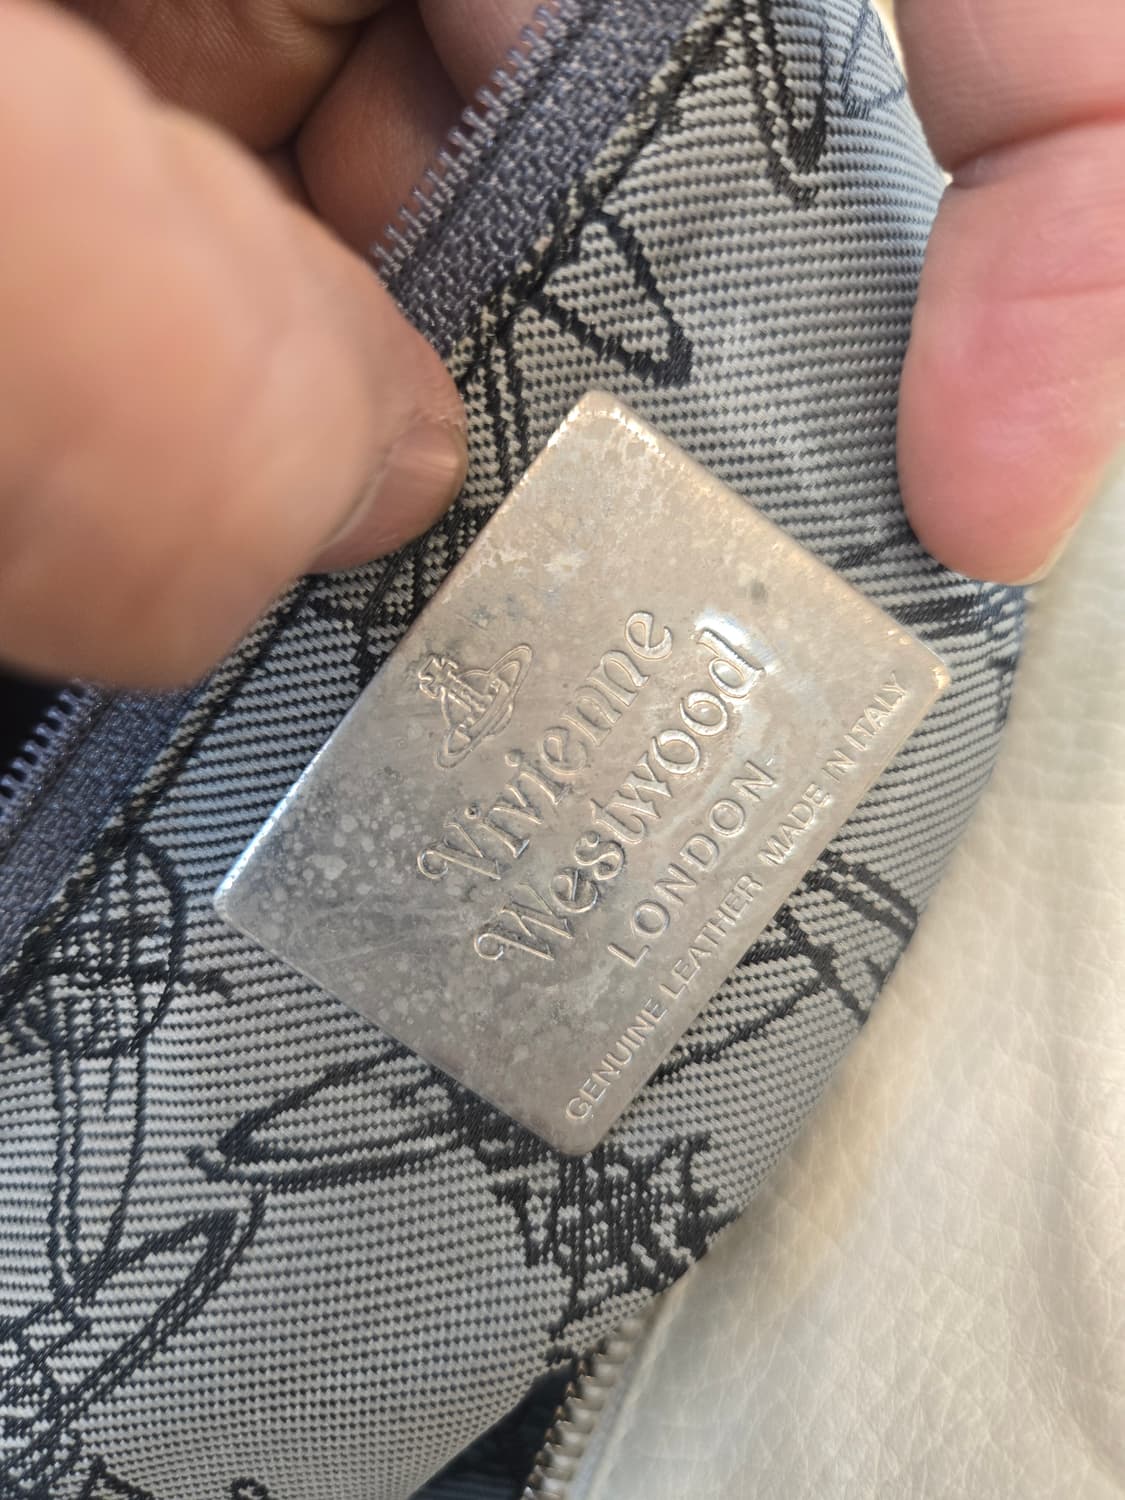 Vivienne
Westwood
LONDON-
GENUINE LEATHER MADE IN ITALY